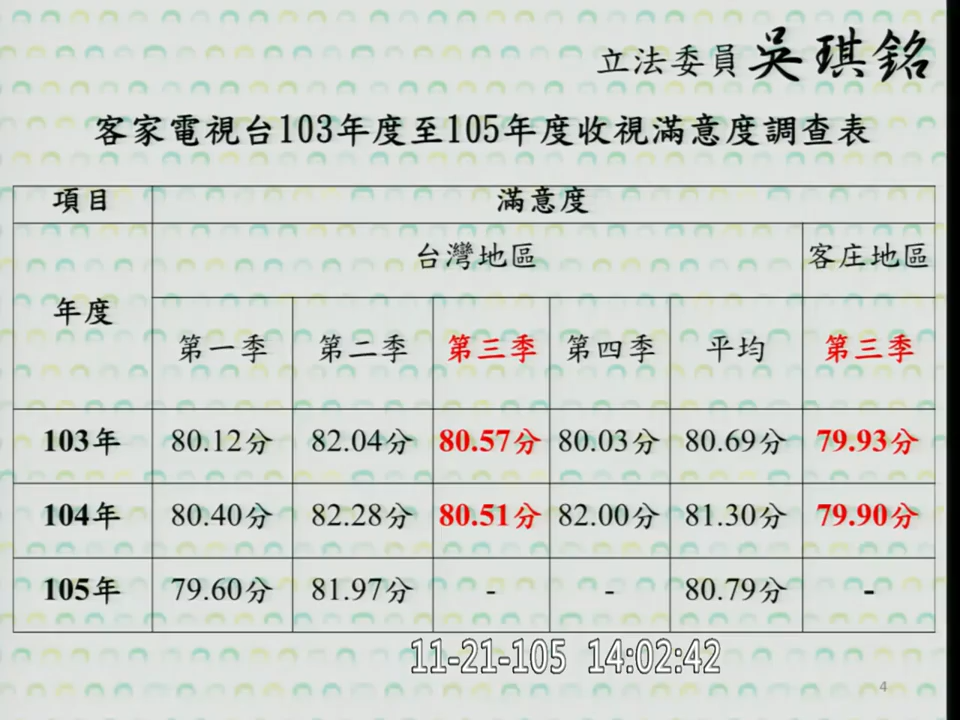 立法委員吳琪銘
客家電視台103年度至105年度收視滿意度調查表
項目 滿意度
年度 台灣地區 客庄地區
第一季 第二季 第三季 第四季 平均 第三季
103年 80.12分 82.04分 80.57分 80.03分 80.69分 79.93分
104年 80.40分 82.28分 80.51分 82.00分 81.30分 79.90分
105年 79.60分 81.97分 - - 80.79分 -
11-21-105 14:02:42
4